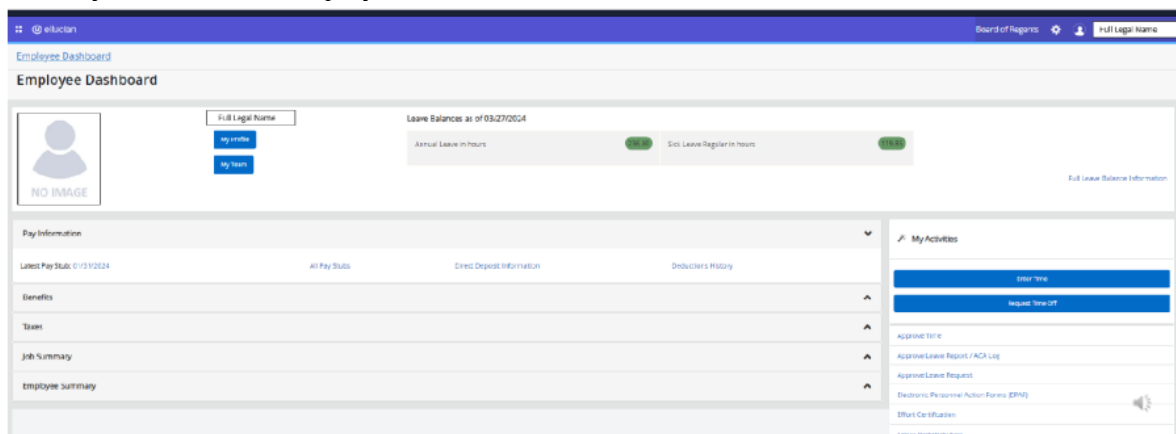 ellucian
Board of Regents
Full Legal Name
Employee Dashboard
Employee Dashboard
NO IMAGE
Full Legal Name
My Profile
My Team
Leave Balances as of 03/27/2024
Annual Leave in hours
Sick Leave Regular in hours
Full Leave Balance Information
Pay Information
Latest Pay Stub: 01/31/2024
All Pay Stubs
Direct Deposit Information
Deductions History
Benefits
Taxes
Job Summary
Employee Summary
My Activities
Enter Time
Request Time Off
Approve Time
Approve Leave Report / ACA Log
Approve Leave Request
Electronic Personnel Action Forms (EPAF)
Effort Certification